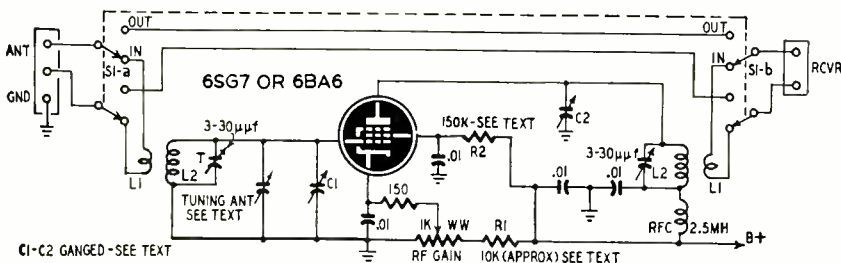 OUT
OUT
ANT
IN
IN
S1-a
6SG7 OR 6BA6
S1-b
RCVR
GND
C2
3-30µµf
150K-SEE TEXT
3-30µµf
T
.01
R2
.01
.01
L2
L1
L2
C1
150
L1
TUNING ANT
SEE TEXT
.01
1K WW
R1
RFC
2.5MH
B+
C1-C2 GANGED-SEE TEXT
RF GAIN
10K(APPROX) SEE TEXT